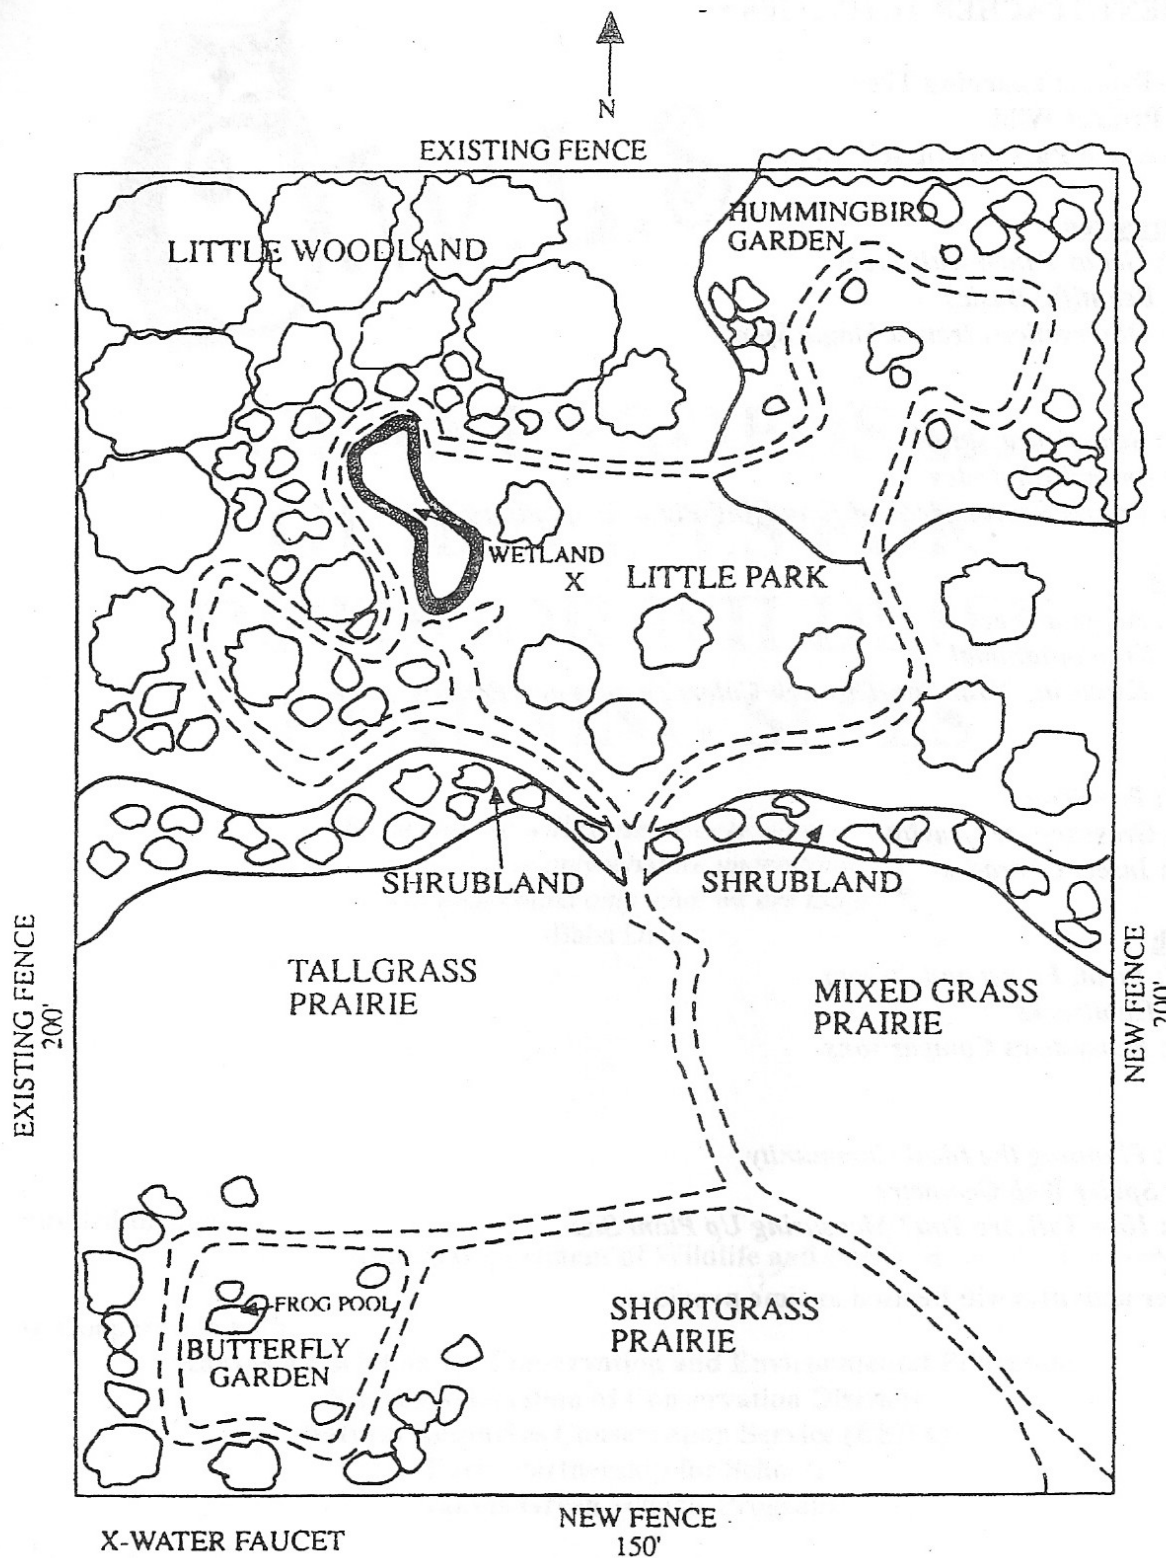 N
EXISTING FENCE
HUMMINGBIRD
GARDEN
LITTLE WOODLAND
WETLAND
X
LITTLE PARK
SHRUBLAND
SHRUBLAND
TALLGRASS
PRAIRIE
MIXED GRASS
PRAIRIE
EXISTING FENCE
200'
NEW FENCE
200'
FROG POOL
BUTTERFLY
GARDEN
SHORTGRASS
PRAIRIE
X-WATER FAUCET
NEW FENCE
150'